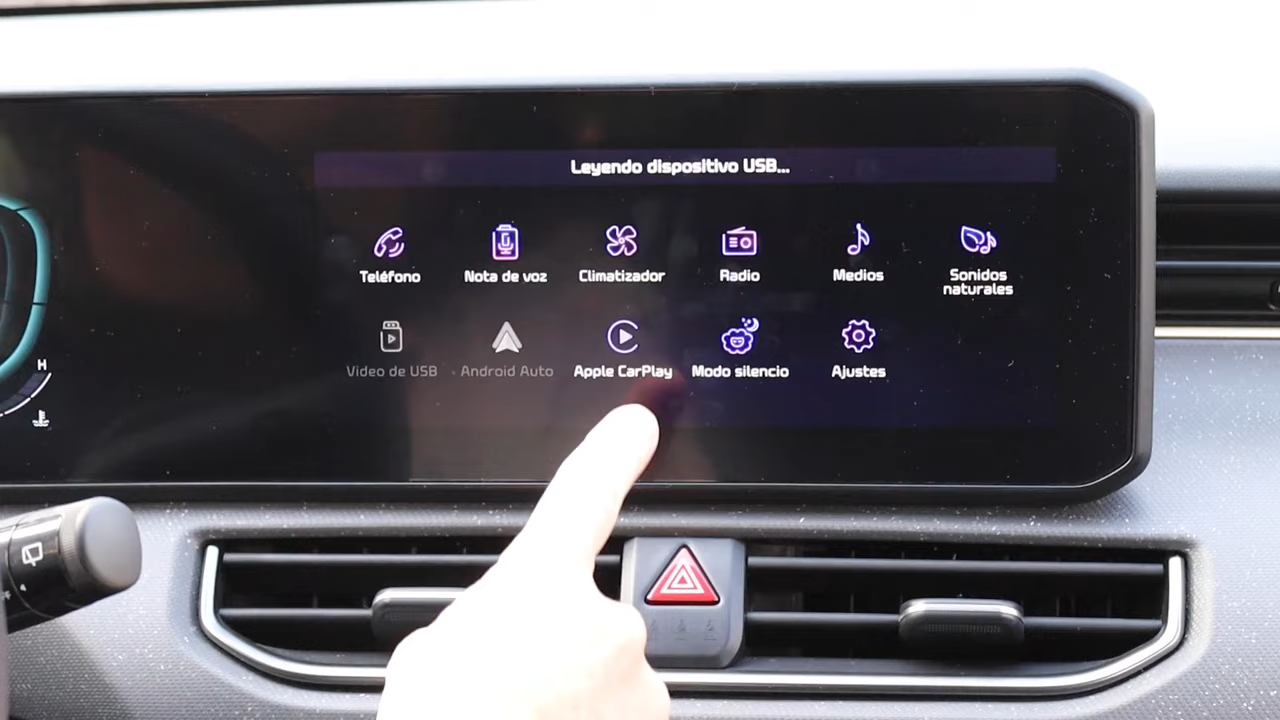 Leyendo dispositivo USB...
Teléfono
Nota de voz
Climatizador
Radio
Medios
Sonidos
naturales
Video de USB
Android Auto
Apple CarPlay
Modo silencio
Ajustes
H